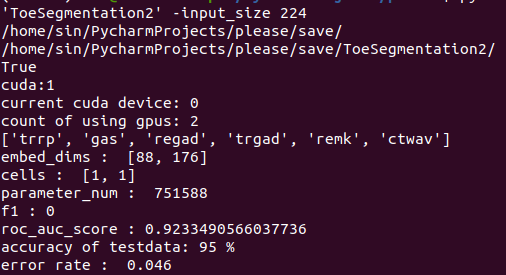 'ToeSegmentation2' -input_size 224
/home/sin/PycharmProjects/please/save/
/home/sin/PycharmProjects/please/save/ToeSegmentation2/
True
cuda:1
current cuda device: 0
count of using gpus: 2
['trrp', 'gas', 'regad', 'trgad', 'remk', 'ctwav']
embed_dims :  [88, 176]
cells :  [1, 1]
parameter_num :  751588
f1 : 0
roc_auc_score : 0.9233490566037736
accuracy of testdata: 95 %
error rate :  0.046